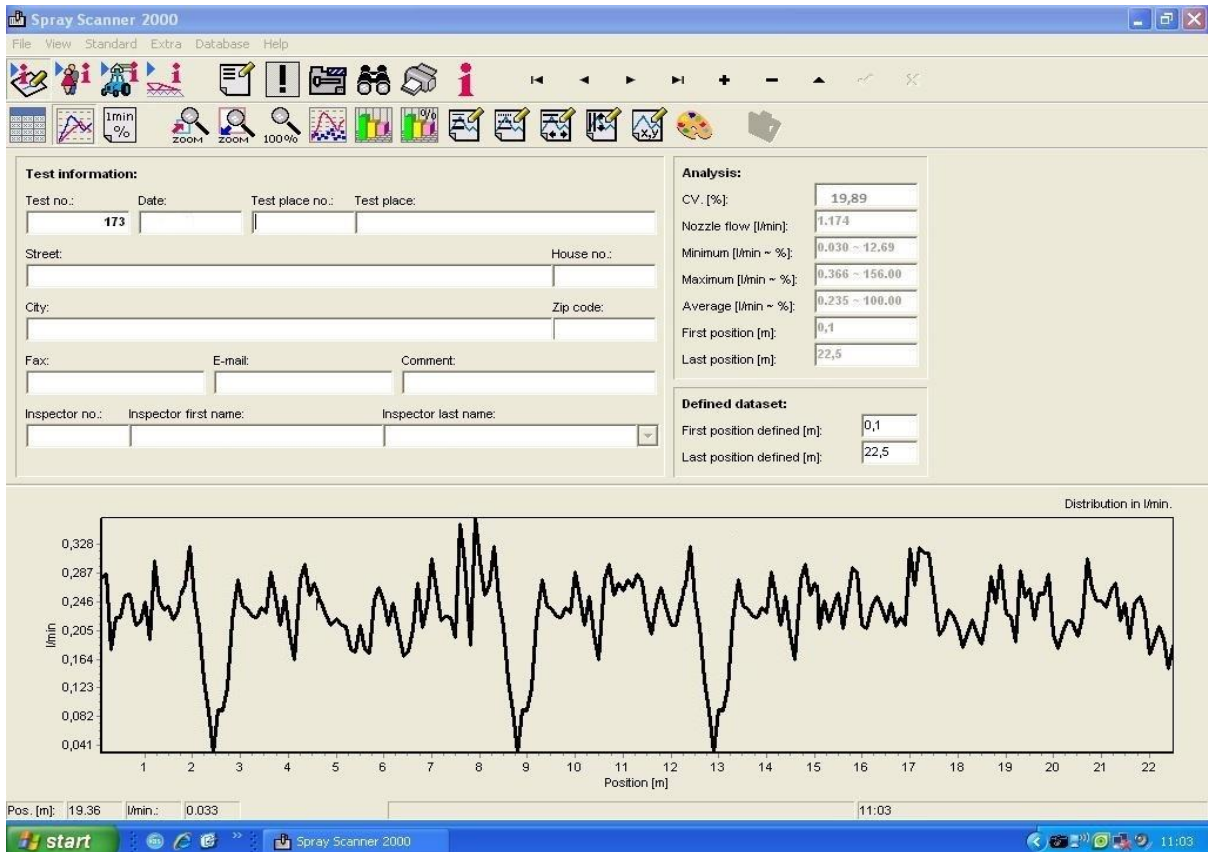 Spray Scanner 2000
File View Standard Extra Database Help
1min % ZOOM ZOOM 100% % x,y
Test information:
Test no.: Date: Test place no.: Test place:
173
Street: House no.:
City: Zip code:
Fax: E-mail: Comment:
Inspector no.: Inspector first name: Inspector last name:
Analysis:
CV. [%]: 19,89
Nozzle flow [l/min]: 1.174
Minimum [l/min ~ %]: 0.030 ~ 12.69
Maximum [l/min ~ %]: 0.366 ~ 156.00
Average [l/min ~ %]: 0.235 ~ 100.00
First position [m]: 0,1
Last position [m]: 22,5
Defined dataset:
First position defined [m]: 0,1
Last position defined [m]: 22,5
Distribution in l/min.
0,328
0,287
0,246
0,205
0,164
0,123
0,082
0,041
l/min
1 2 3 4 5 6 7 8 9 10 11 12 13 14 15 16 17 18 19 20 21 22
Position [m]
Pos. [m]: 19.36 l/min.: 0.033 11:03
start Spray Scanner 2000 11:03